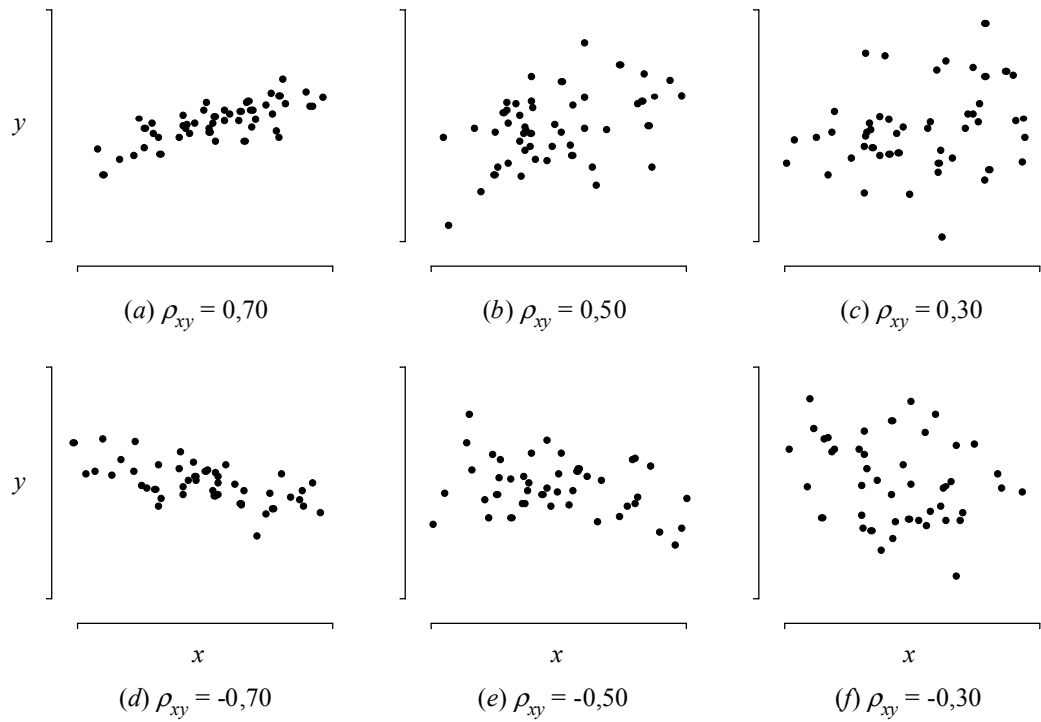 y
(a) ρxy = 0,70
(b) ρxy = 0,50
(c) ρxy = 0,30
y
x
x
x
(d) ρxy = -0,70
(e) ρxy = -0,50
(f) ρxy = -0,30